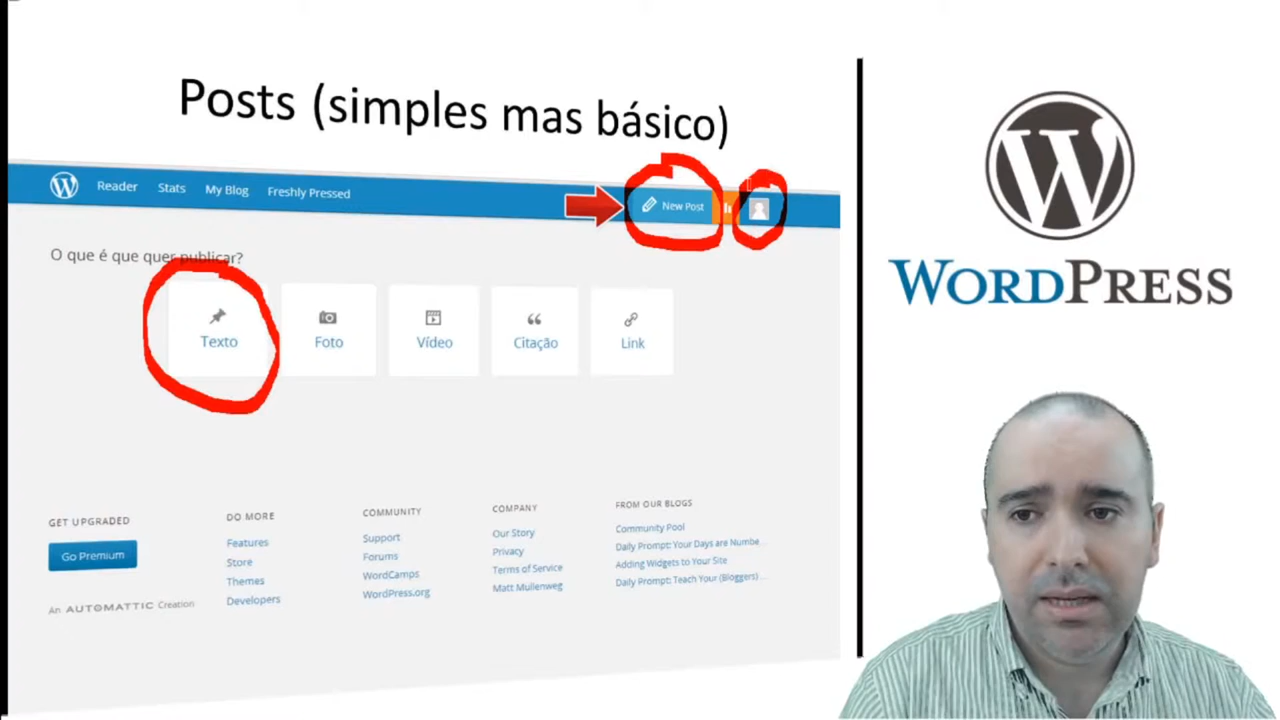 Posts (simples mas básico)
Reader Stats My Blog Freshly Pressed New Post
O que é que quer publicar?
Texto Foto Vídeo Citação Link
WORDPRESS
GET UPGRADED
Go Premium
An AUTOMATTIC Creation
DO MORE
Features
Store
Themes
Developers
COMMUNITY
Support
Forums
WordCamps
WordPress.org
COMPANY
Our Story
Privacy
Terms of Service
Matt Mullenweg
FROM OUR BLOGS
Community Pool
Daily Prompt: Your Days are Numbe...
Adding Widgets to Your Site
Daily Prompt: Teach Your (Bloggers) ...